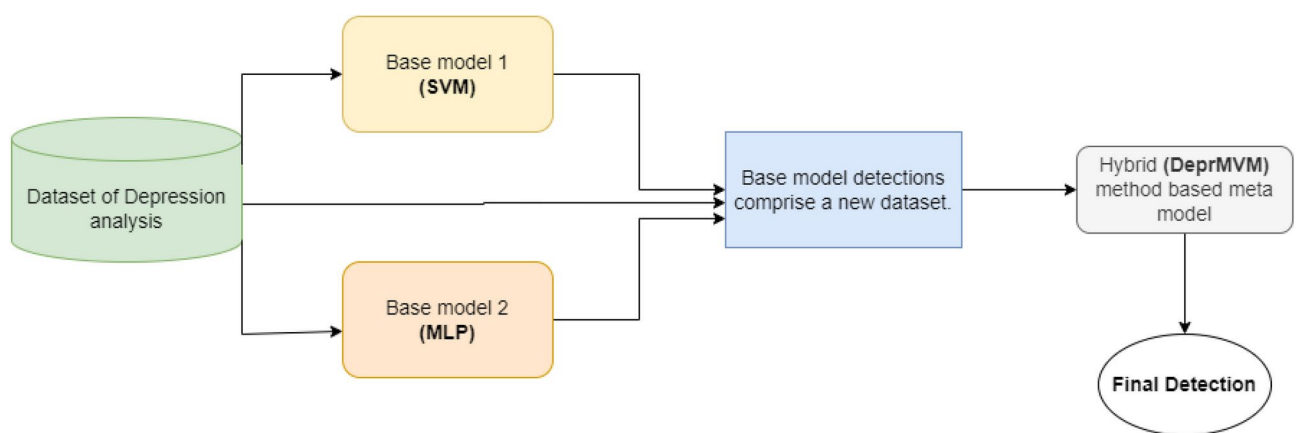 Base model 1
(SVM)
Dataset of Depression
analysis
Base model detections
comprise a new dataset.
Hybrid (DeprMVM)
method based meta
model
Base model 2
(MLP)
Final Detection